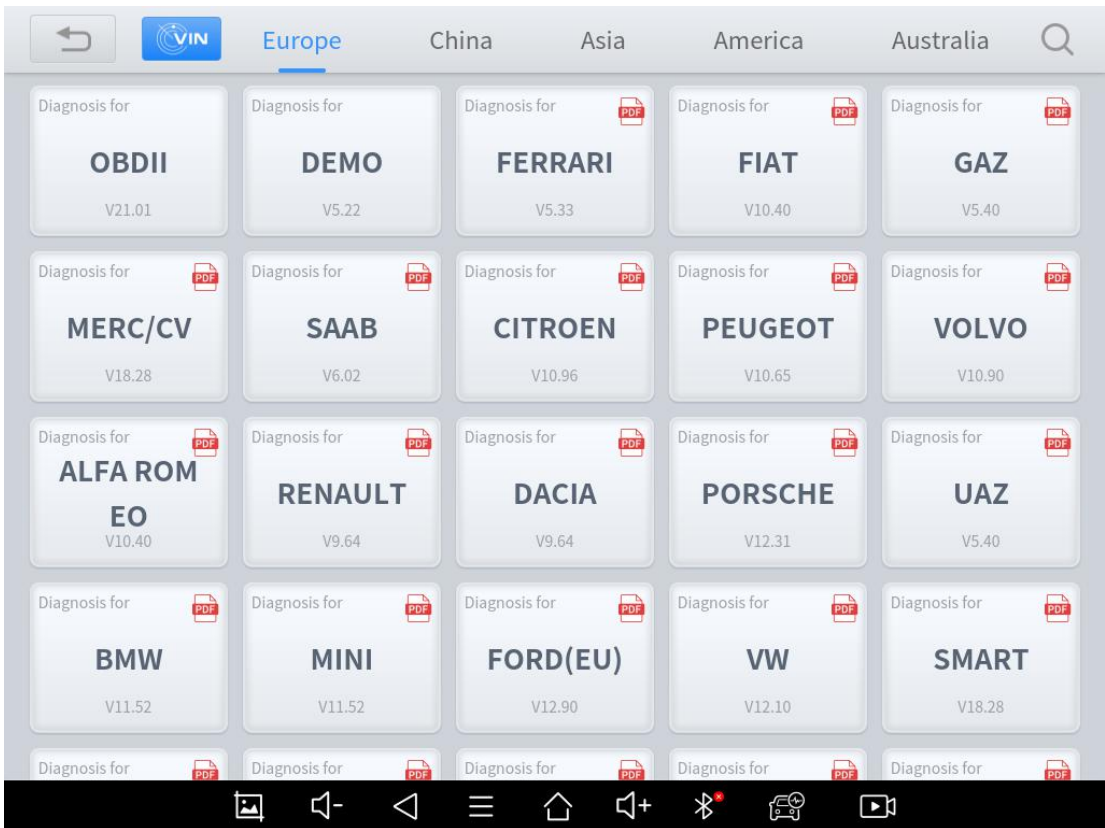 VIN Europe China Asia America Australia
Diagnosis for Diagnosis for Diagnosis for PDF Diagnosis for PDF Diagnosis for PDF
OBDII DEMO FERRARI FIAT GAZ
V21.01 V5.22 V5.33 V10.40 V5.40
Diagnosis for PDF Diagnosis for PDF Diagnosis for PDF Diagnosis for PDF Diagnosis for PDF
MERC/CV SAAB CITROEN PEUGEOT VOLVO
V18.28 V6.02 V10.96 V10.65 V10.90
Diagnosis for PDF Diagnosis for PDF Diagnosis for PDF Diagnosis for PDF Diagnosis for PDF
ALFA ROM
EO RENAULT DACIA PORSCHE UAZ
V10.40 V9.64 V9.64 V12.31 V5.40
Diagnosis for PDF Diagnosis for PDF Diagnosis for PDF Diagnosis for PDF Diagnosis for PDF
BMW MINI FORD(EU) VW SMART
V11.52 V11.52 V12.90 V12.10 V18.28
Diagnosis for PDF Diagnosis for PDF Diagnosis for PDF Diagnosis for PDF Diagnosis for PDF